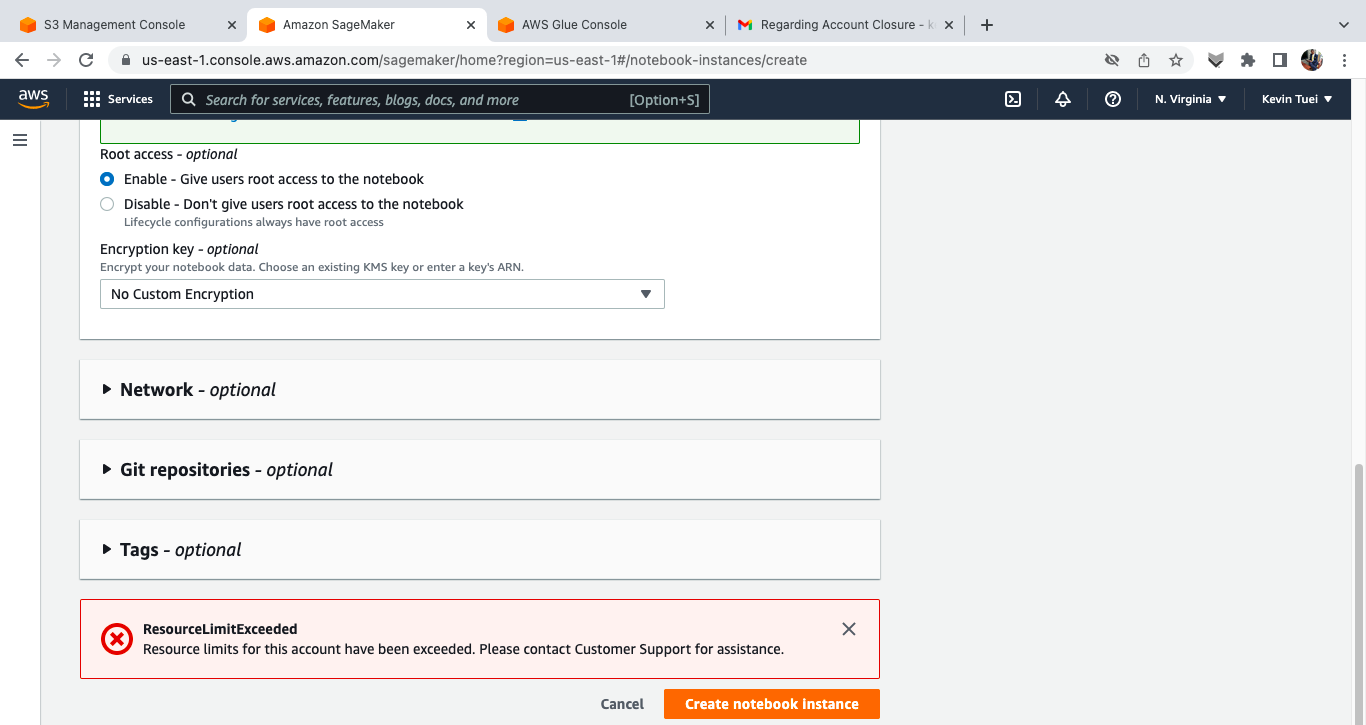 S3 Management Console
Amazon SageMaker
AWS Glue Console
Regarding Account Closure -
us-east-1.console.aws.amazon.com/sagemaker/home?region=us-east-1#/notebook-instances/create
aws
Services
Search for services, features, blogs, docs, and more
[Option+S]
N. Virginia
Kevin Tuei
Root access - optional
Enable - Give users root access to the notebook
Disable - Don't give users root access to the notebook
Lifecycle configurations always have root access
Encryption key - optional
Encrypt your notebook data. Choose an existing KMS key or enter a key's ARN.
No Custom Encryption
Network - optional
Git repositories - optional
Tags - optional
ResourceLimitExceeded
Resource limits for this account have been exceeded. Please contact Customer Support for assistance.
Cancel
Create notebook instance